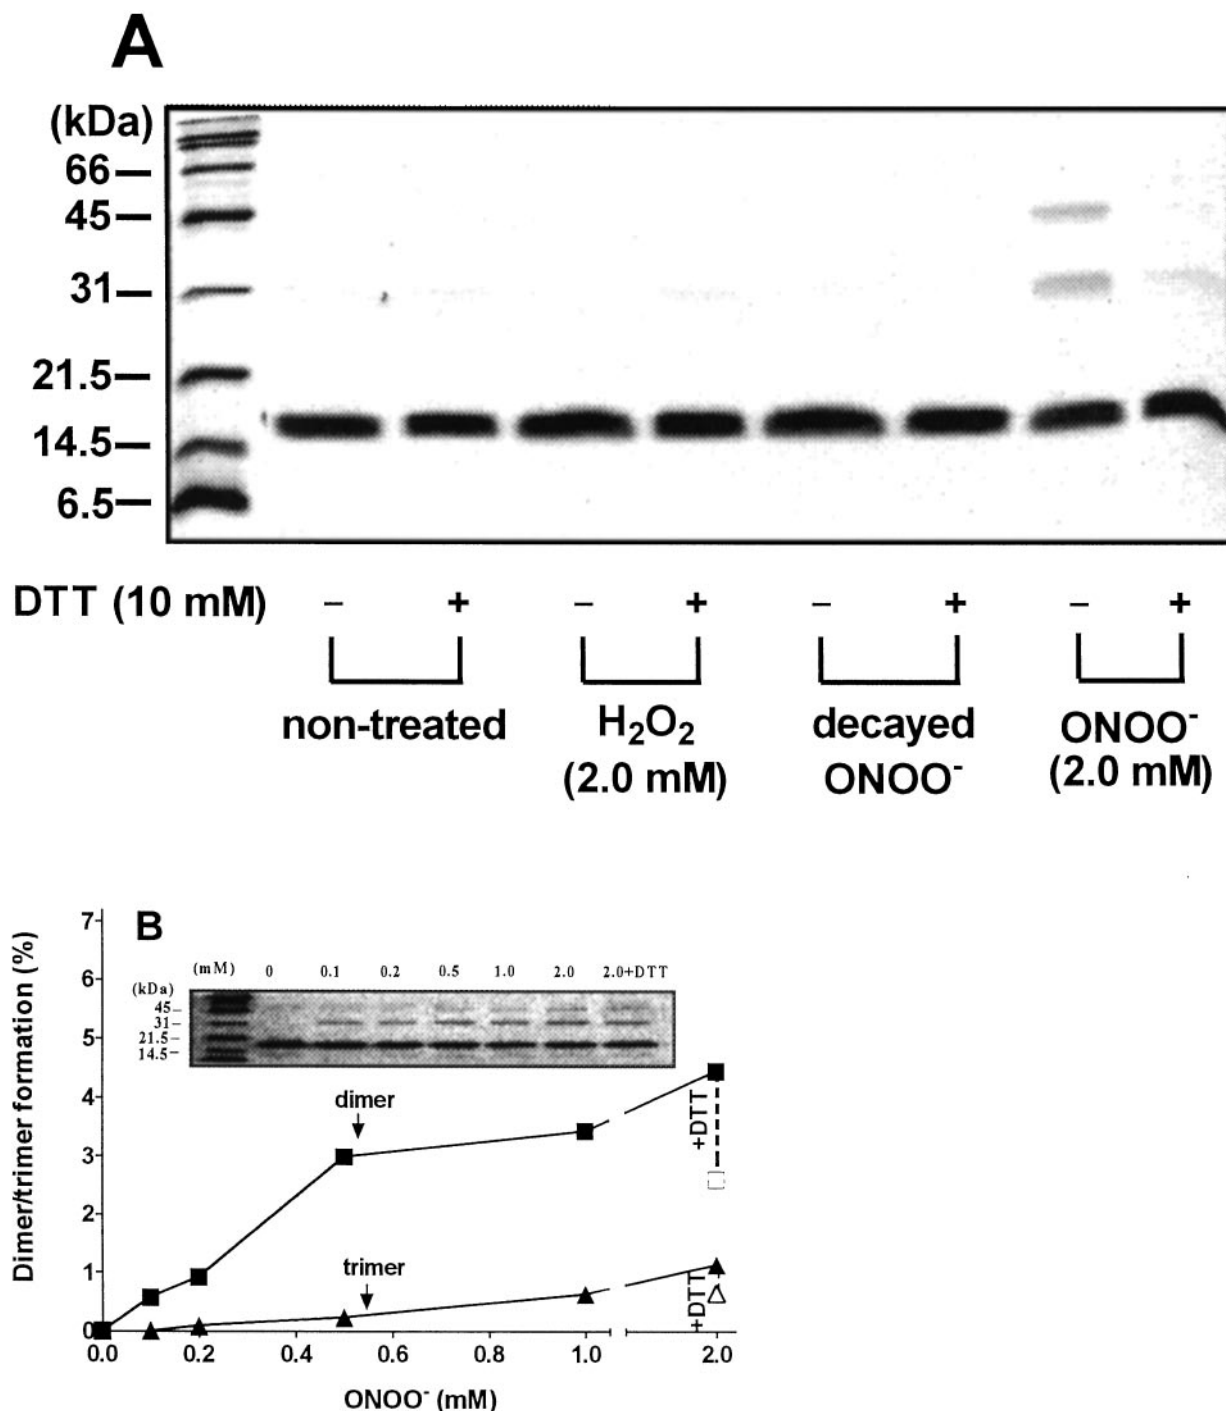 A
(kDa)
66
45
31
21.5
14.5
6.5
DTT (10 mM) − + − + − + − +
non-treated H₂O₂ decayed ONOO⁻
(2.0 mM) ONOO⁻ (2.0 mM)
B
Dimer/trimer formation (%)
7
6
5
4
3
2
1
0
(mM) 0 0.1 0.2 0.5 1.0 2.0 2.0+DTT
(kDa)
45
31
21.5
14.5
dimer
+DTT
trimer
+DTT
0.0 0.2 0.4 0.6 0.8 1.0 2.0
ONOO⁻ (mM)